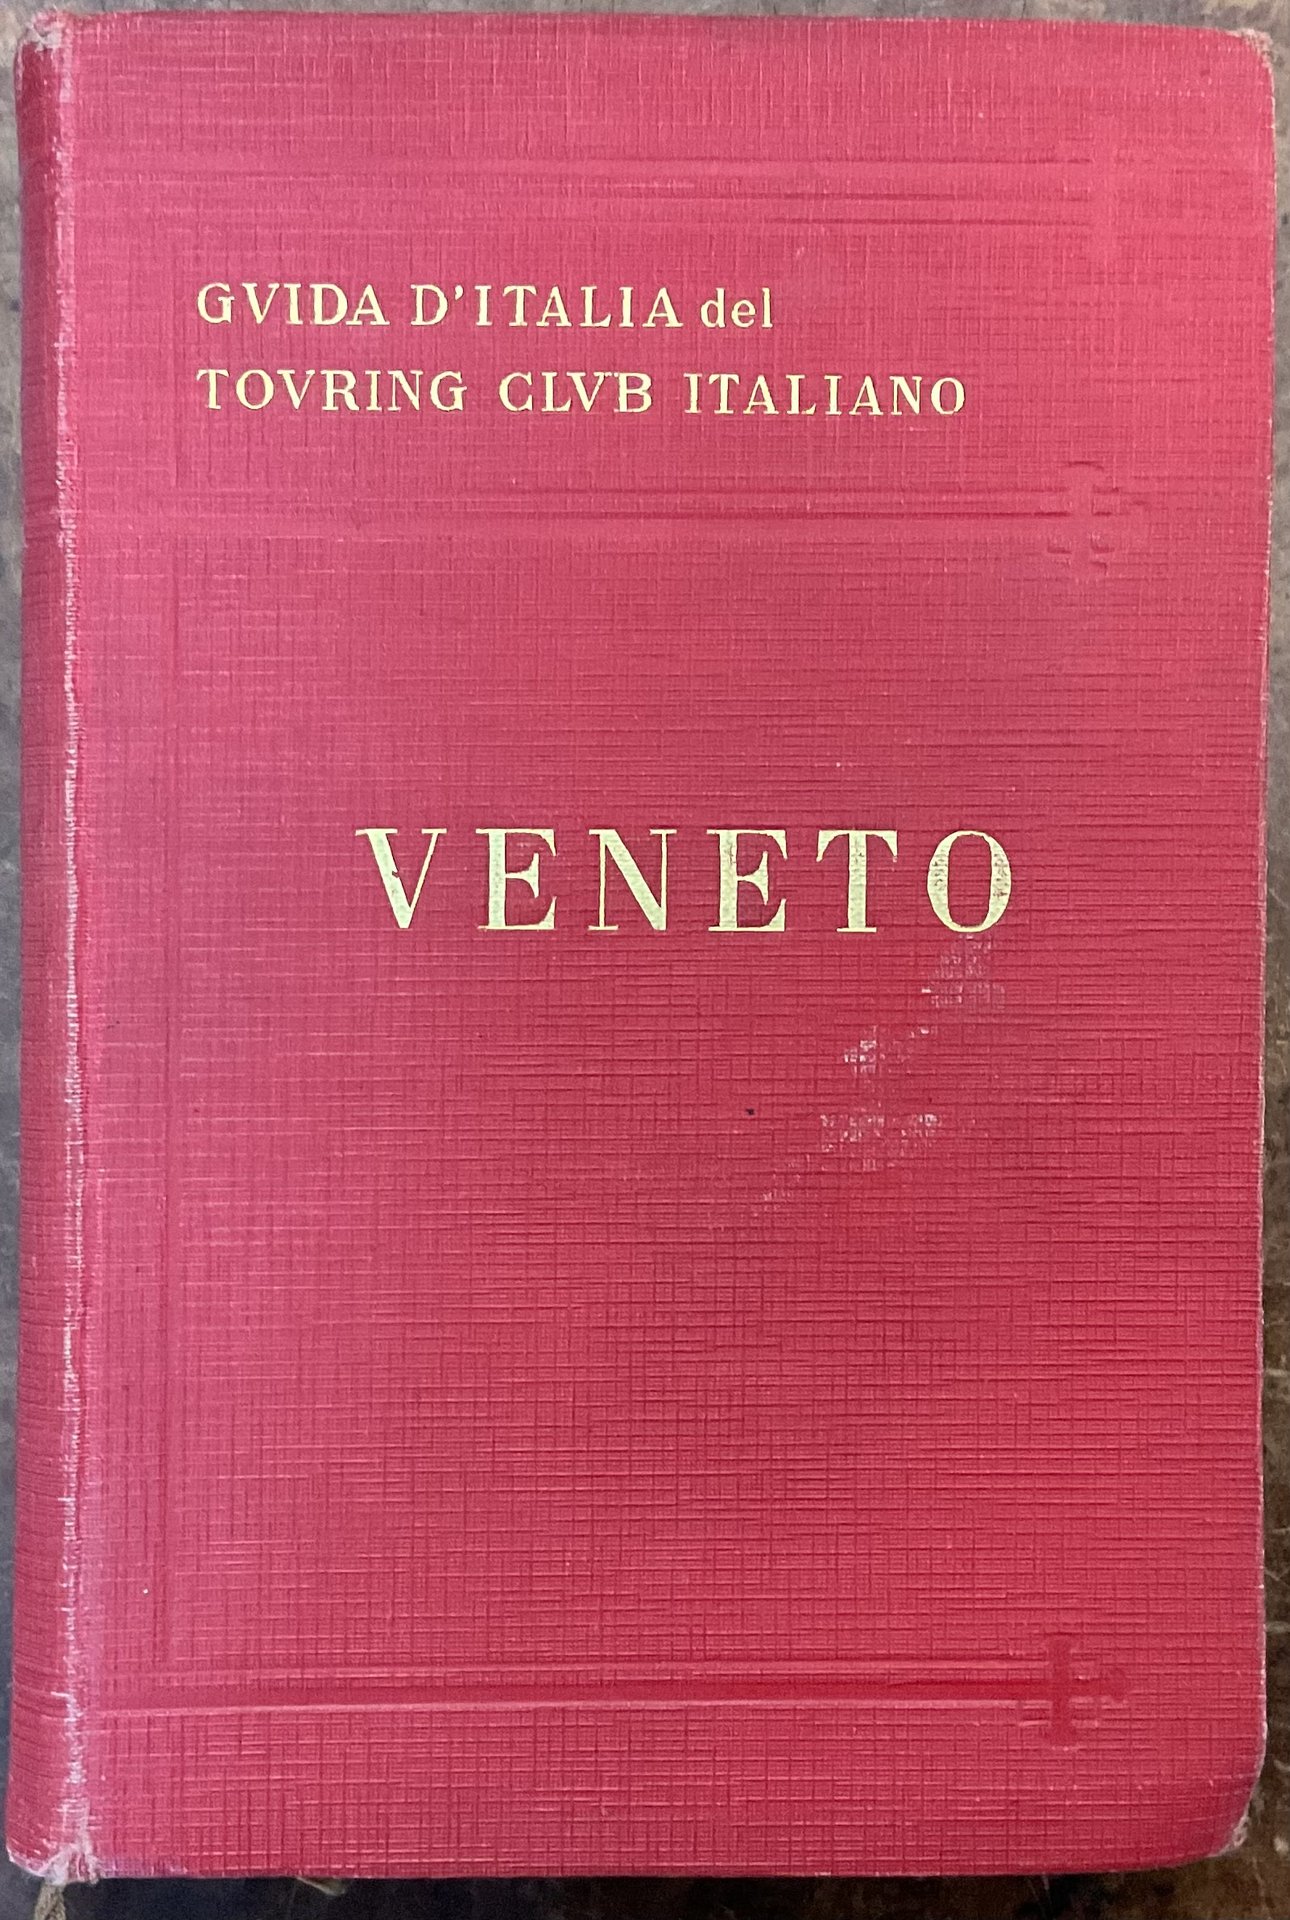 GVIDA D'ITALIA del
TOVRING CLVB ITALIANO
VENETO